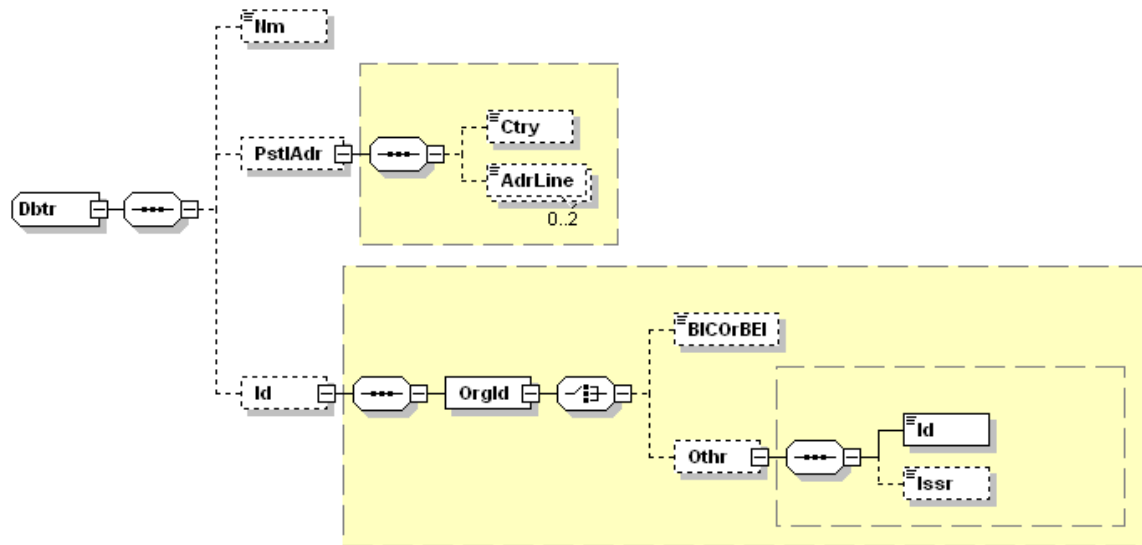 Nm
Ctry
PstlAdr
AdrLine
0..2
Dbtr
BICOrBEI
Id
OrgId
Id
Othr
Issr